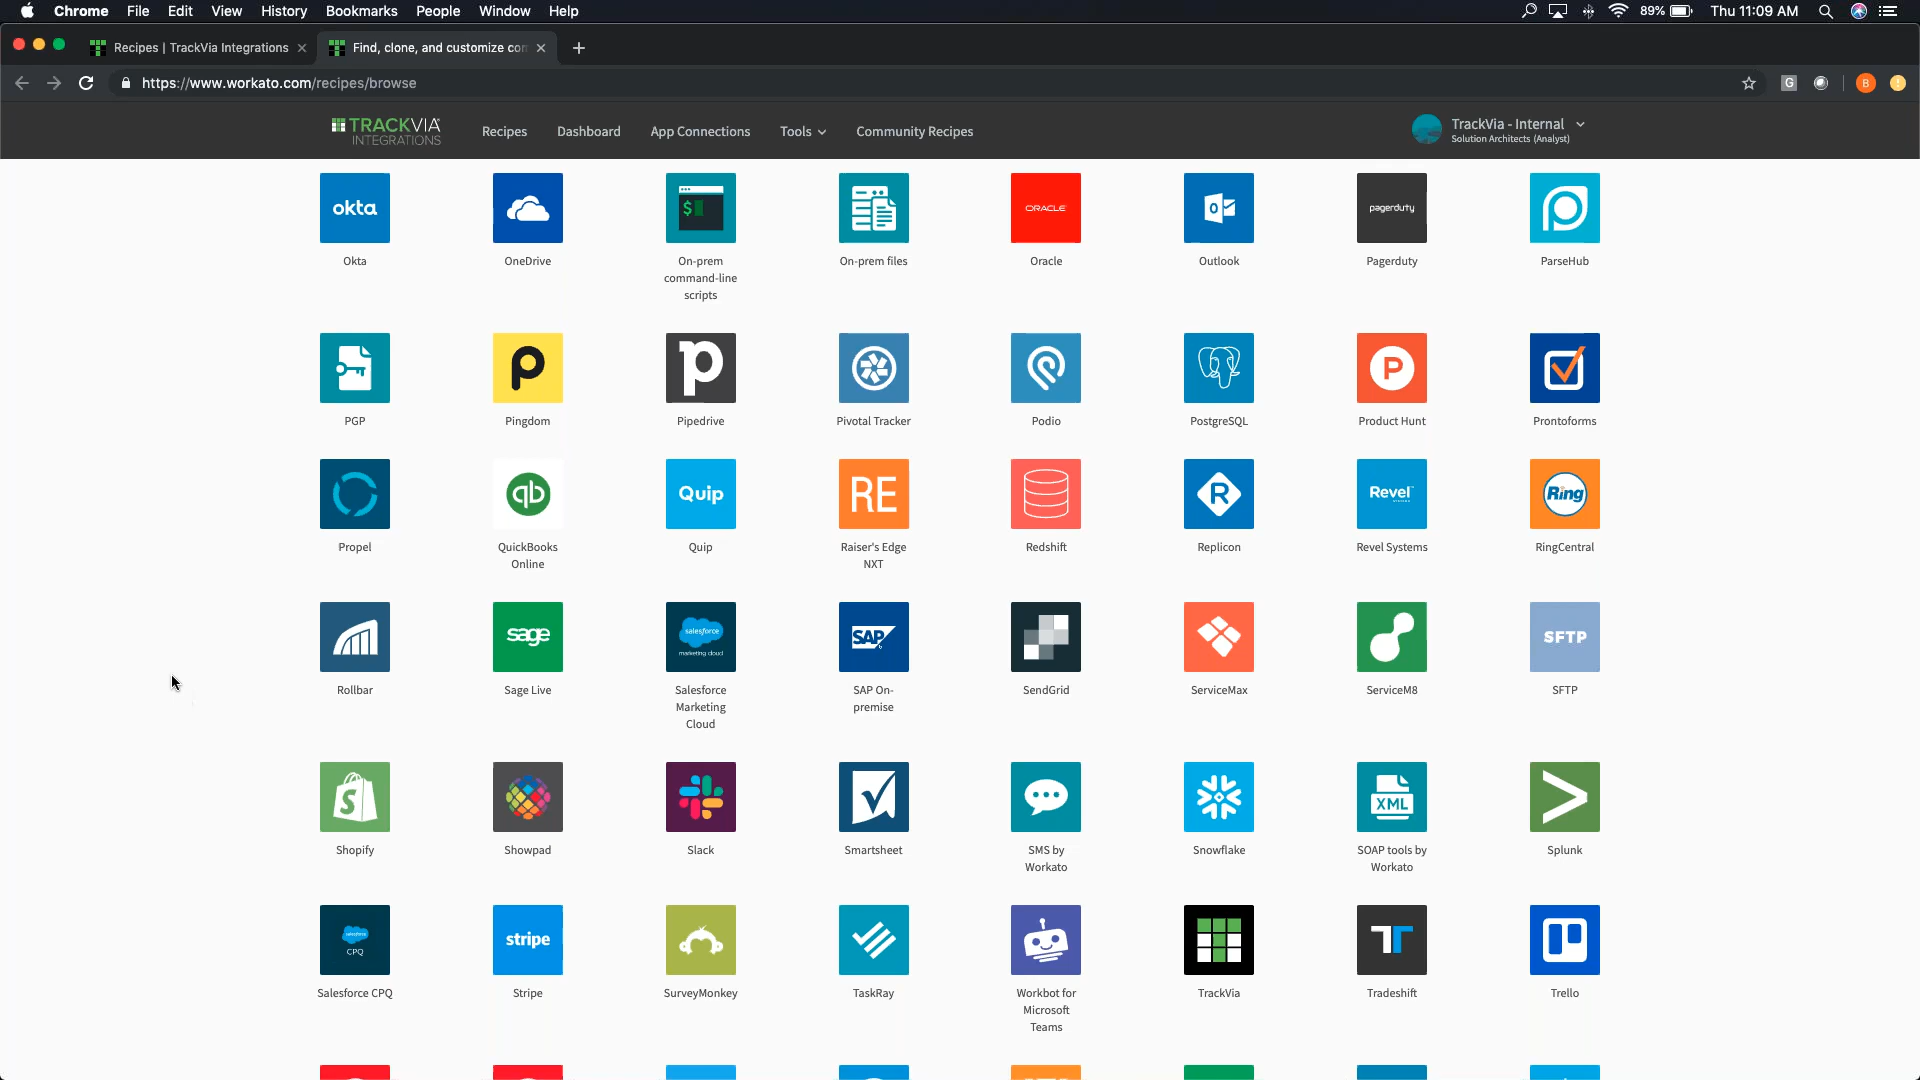 Chrome File Edit View History Bookmarks People Window Help 89% Thu 11:09 AM
Recipes | TrackVia Integrations Find, clone, and customize co
https://www.workato.com/recipes/browse G B
TRACKVIA INTEGRATIONS Recipes Dashboard App Connections Tools Community Recipes TrackVia - Internal
Solution Architects (Analyst)
okta $ ORACLE pagerduty
Okta OneDrive On-prem command-line scripts On-prem files Oracle Outlook Pagerduty ParseHub
PGP Pingdom Pipedrive Pivotal Tracker Podio PostgreSQL Product Hunt Prontoforms
qb Quip RE R Revel Ring
Propel QuickBooks Online Quip Raiser's Edge NXT Redshift Replicon Revel Systems RingCentral
sage salesforce marketing cloud SAP SFTP
Rollbar Sage Live Salesforce Marketing Cloud SAP On-premise SendGrid ServiceMax ServiceM8 SFTP
S XML
Shopify Showpad Slack Smartsheet SMS by Workato Snowflake SOAP tools by Workato Splunk
salesforce CPQ stripe
Salesforce CPQ Stripe SurveyMonkey TaskRay Workbot for Microsoft Teams TrackVia Tradeshift Trello